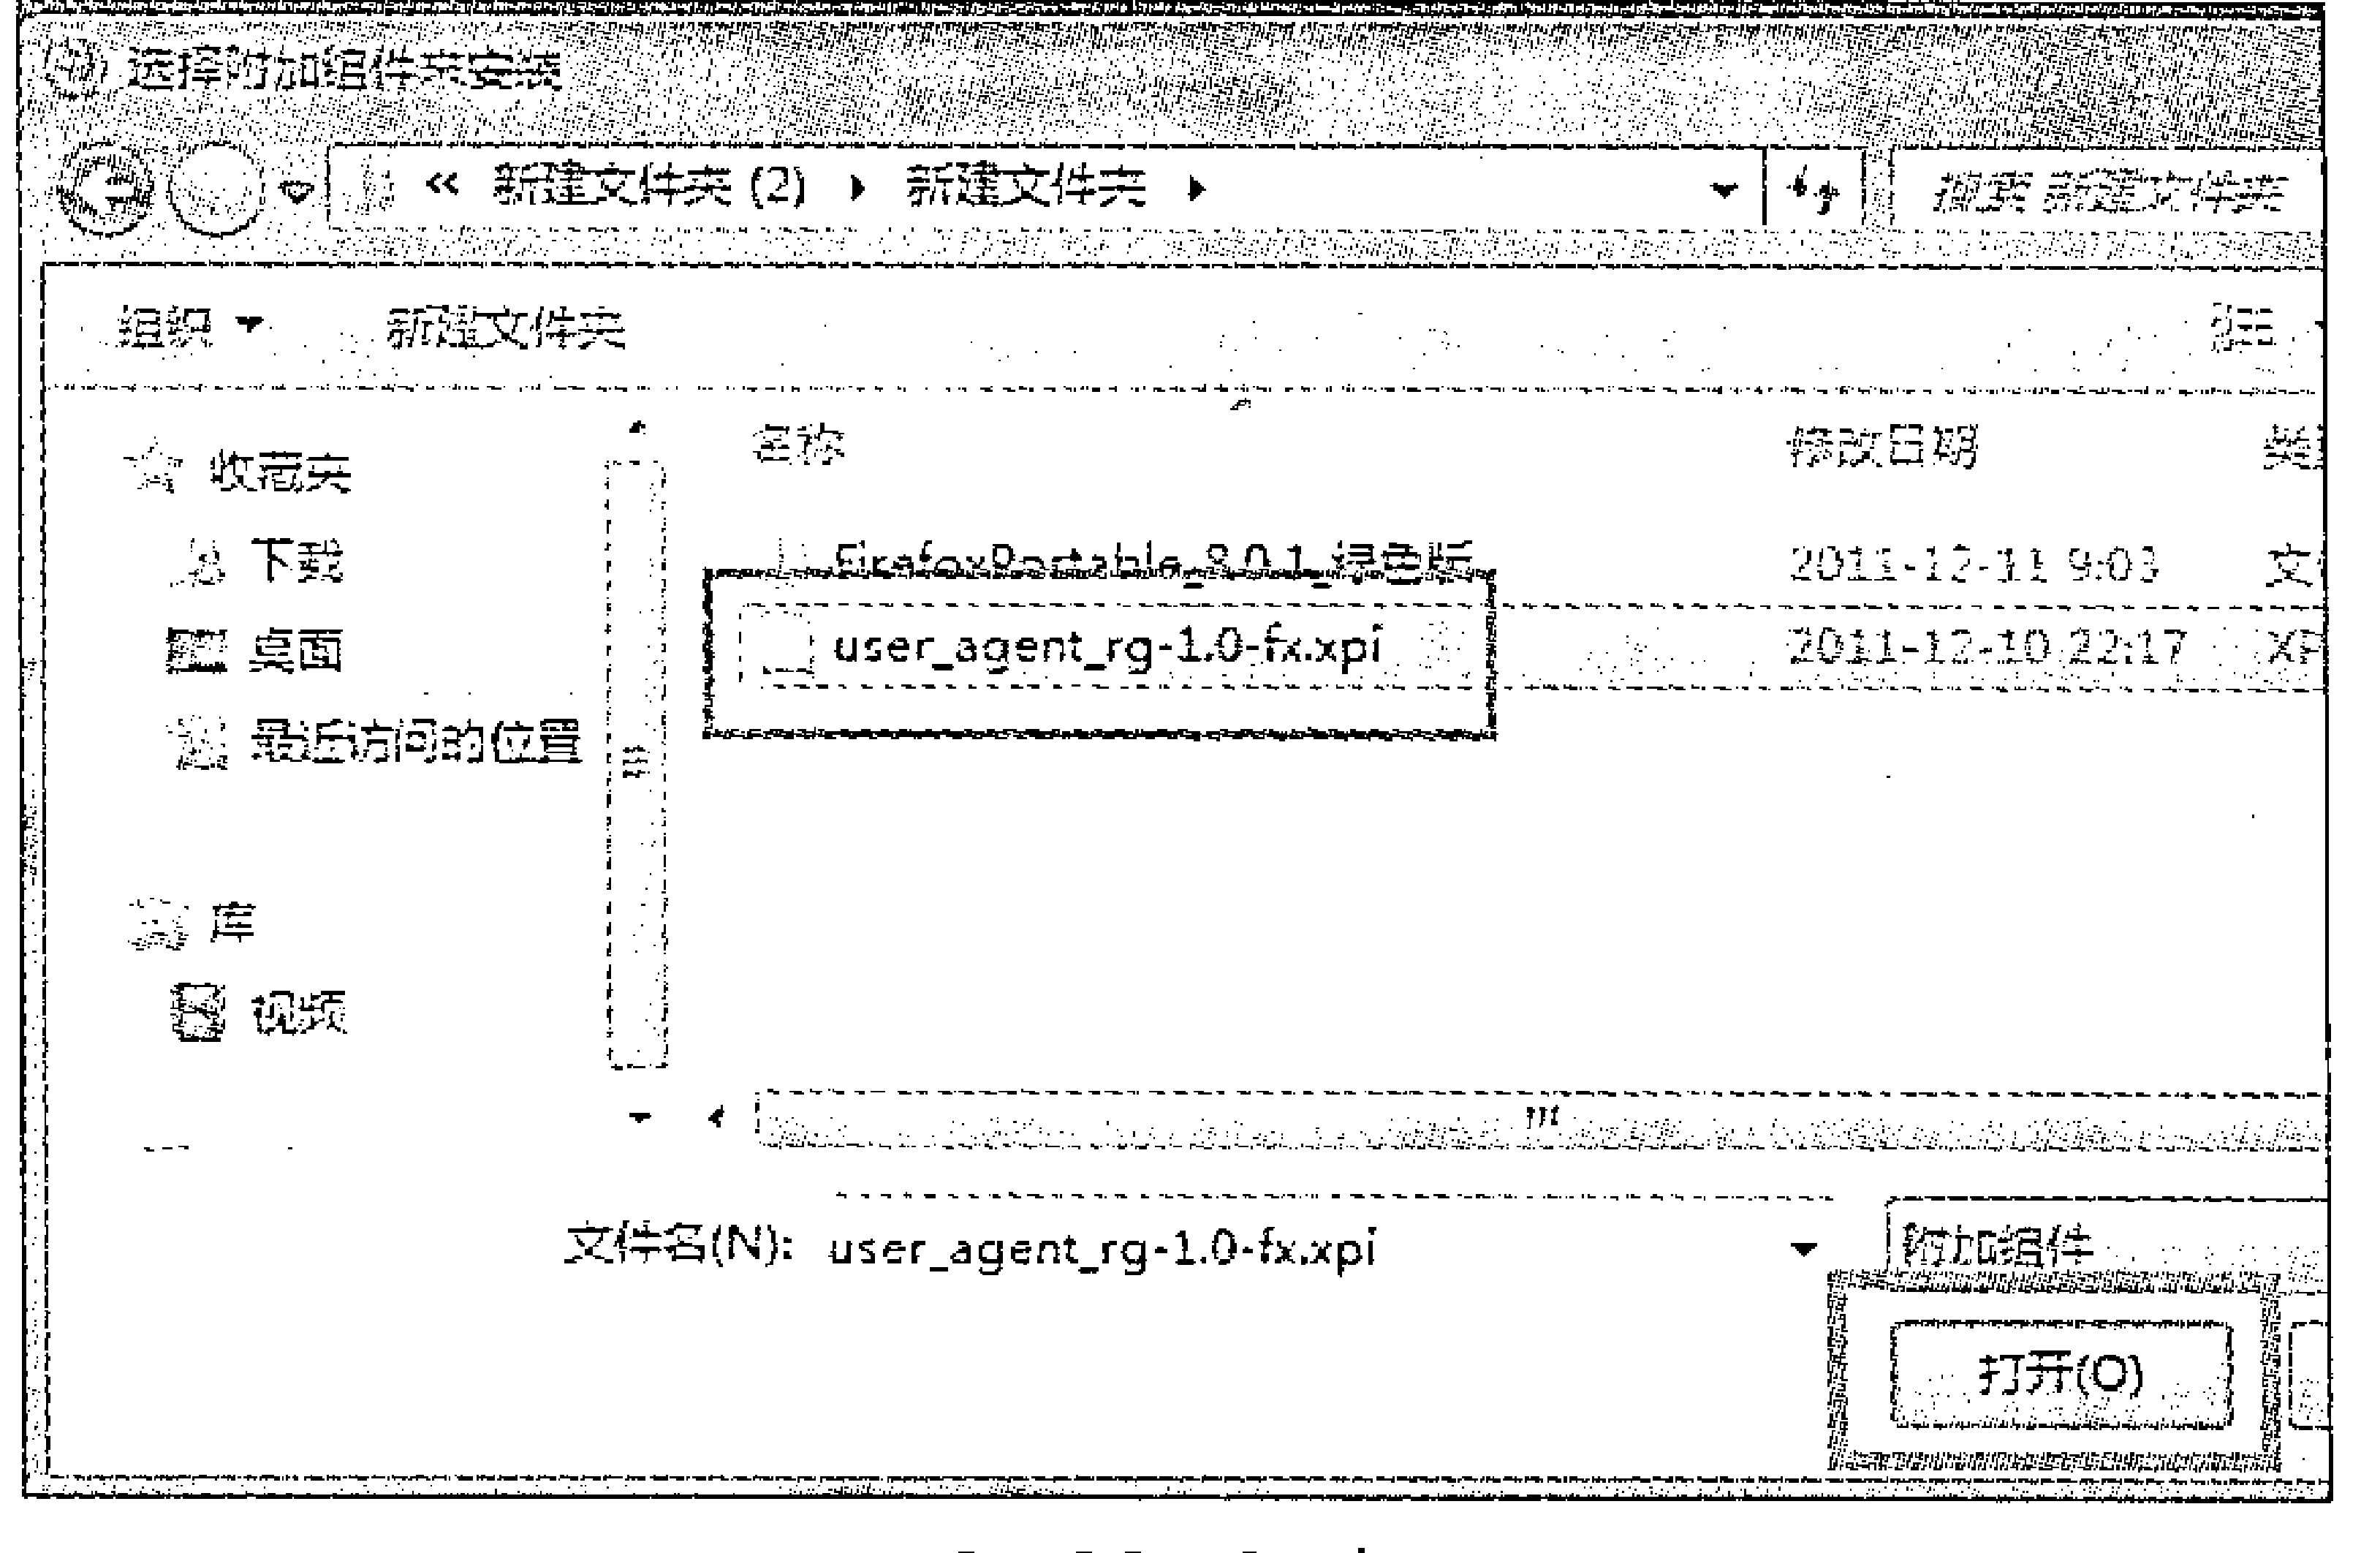 选择附加组件来安装
« 新建文件夹 (2) ▸ 新建文件夹 ▸ 搜索 新建文件夹
组织 新建文件夹
名称 修改日期
收藏夹
FirefoxPortable_8.0.1_绿色版 2011-12-11 9:03
下载
user_agent_rg-1.0-fx.xpi 2011-12-10 22:17
桌面
最近访问的位置
库
视频
文件名(N): user_agent_rg-1.0-fx.xpi 附加组件
打开(O)